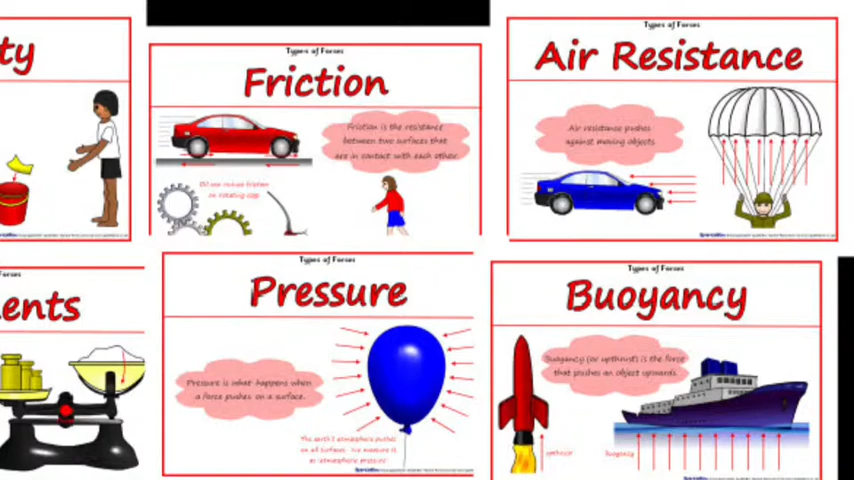 ty
Types of Forces
Friction
Friction is the resistance
between two surfaces that
are in contact with each other.
Oil can reduce friction
on rotating cogs.
Types of Forces
Air Resistance
Air resistance pushes
against moving objects.
Forces
ents
Types of Forces
Pressure
Pressure is what happens when
a force pushes on a surface.
The earth's atmosphere pushes
on all surfaces. We measure it
as atmospheric pressure.
Types of Forces
Buoyancy
Buoyancy (or upthrust) is the force
that pushes an object upwards.
upthrust
buoyancy